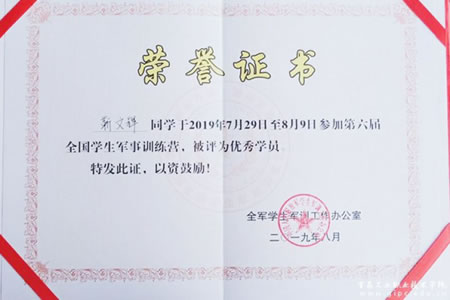 荣誉证书
同学于2019年7月29日至8月9日参加第六届
全国学生军事训练营，被评为优秀学员。
特发此证，以资鼓励！
全军学生军训工作办公室
二〇一九年八月